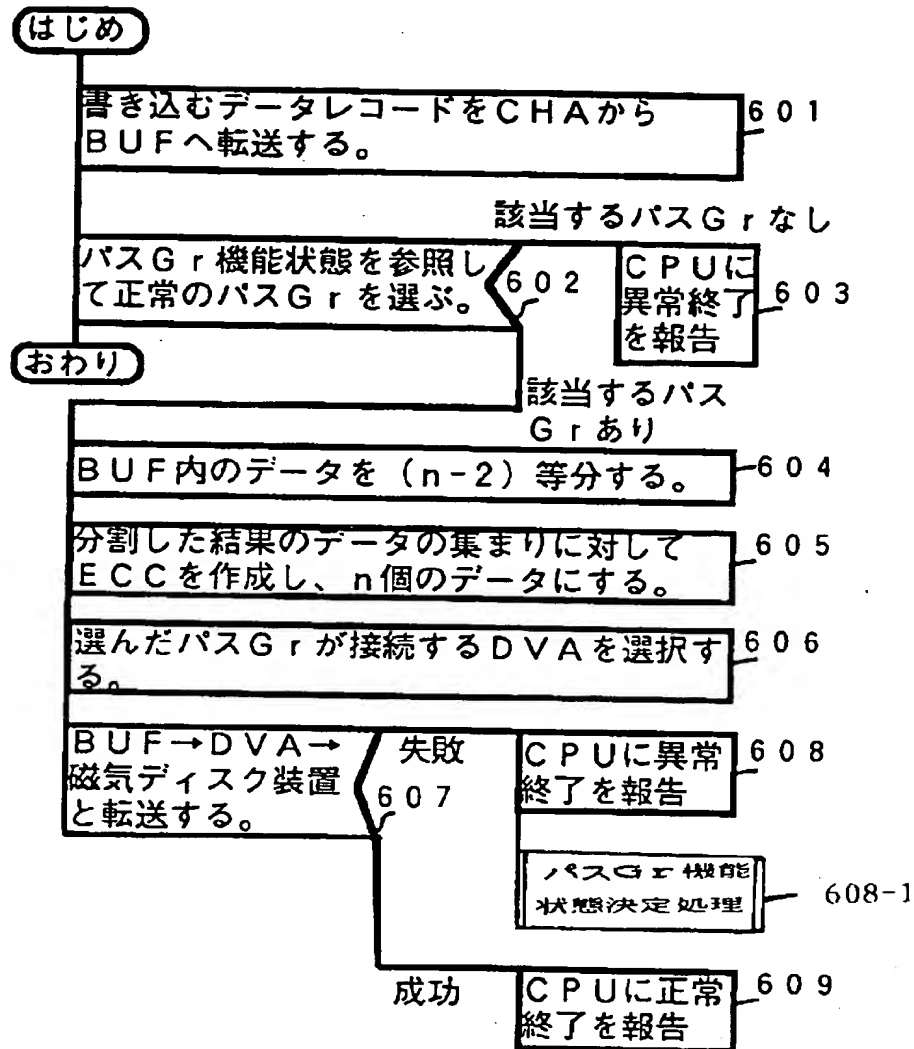 はじめ
書き込むデータレコードをCHAから
BUFへ転送する。
601
該当するパスGrなし
パスGr機能状態を参照し
て正常のパスGrを選ぶ。
602
CPUに
異常終了
を報告
603
おわり
該当するパス
Grあり
BUF内のデータを(n-2)等分する。
604
分割した結果のデータの集まりに対して
ECCを作成し、n個のデータにする。
605
選んだパスGrが接続するDVAを選択す
る。
606
BUF→DVA→
磁気ディスク装置
と転送する。
607
失敗
CPUに異常
終了を報告
608
パスGr機能
状態決定処理
608-1
成功
CPUに正常
終了を報告
609